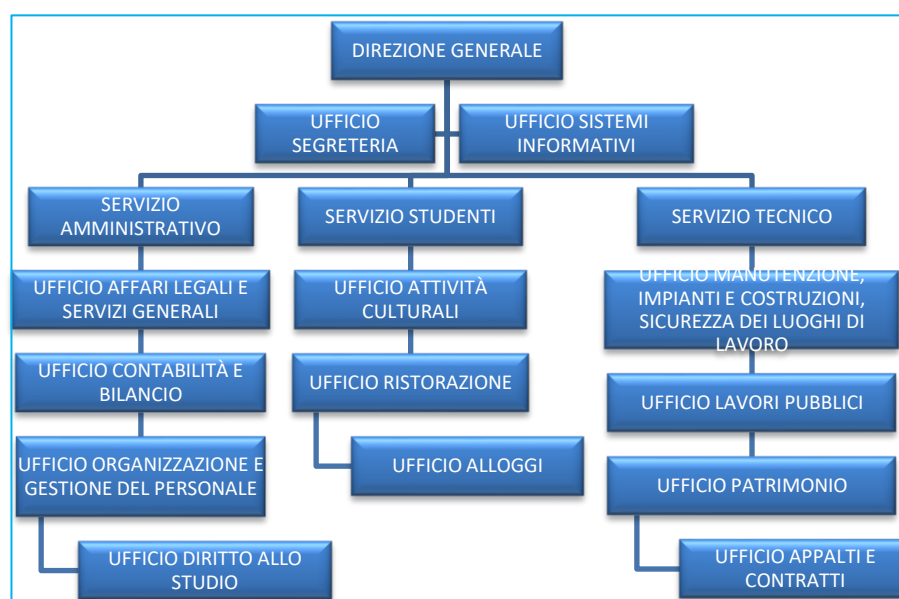 DIREZIONE GENERALE
UFFICIO
SEGRETERIA
UFFICIO SISTEMI
INFORMATIVI
SERVIZIO
AMMINISTRATIVO
SERVIZIO STUDENTI
SERVIZIO TECNICO
UFFICIO AFFARI LEGALI E
SERVIZI GENERALI
UFFICIO ATTIVITÀ
CULTURALI
UFFICIO MANUTENZIONE,
IMPIANTI E COSTRUZIONI,
SICUREZZA DEI LUOGHI DI
LAVORO
UFFICIO CONTABILITÀ E
BILANCIO
UFFICIO RISTORAZIONE
UFFICIO LAVORI PUBBLICI
UFFICIO ORGANIZZAZIONE E
GESTIONE DEL PERSONALE
UFFICIO ALLOGGI
UFFICIO PATRIMONIO
UFFICIO DIRITTO ALLO
STUDIO
UFFICIO APPALTI E
CONTRATTI